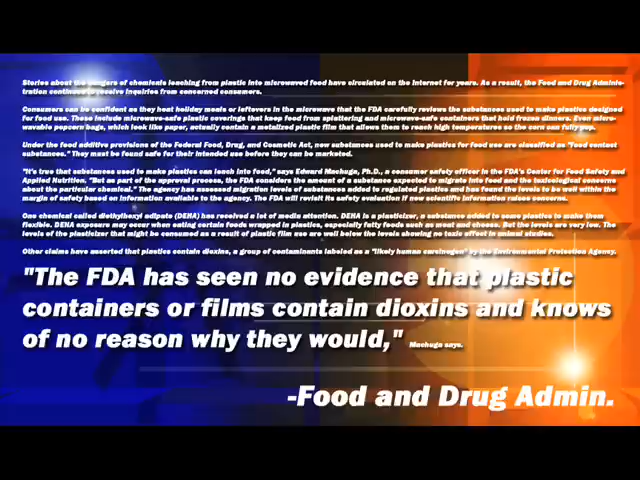 Stories about the dangers of chemicals leaching from plastic into microwaved food have circulated on the Internet for years. As a result, the Food and Drug Adminis-
tration continues to receive inquiries from concerned consumers.
Consumers can be confident as they heat holiday meals or leftovers in the microwave that the FDA carefully reviews the substances used to make plastics designed
for food use. These include microwave-safe plastic coverings that keep food from splattering and microwave-safe containers that hold frozen dinners. Even micro-
wavable popcorn bags, which look like paper, actually contain a metalized plastic film that allows them to reach high temperatures so the corn can fully pop.
Under the food additive provisions of the Federal Food, Drug, and Cosmetic Act, new substances used to make plastics for food use are classified as "food contact
substances." They must be found safe for their intended use before they can be marketed.
"It's true that substances used to make plastics can leach into food," says Edward Machuga, Ph.D., a consumer safety officer in the FDA's Center for Food Safety and
Applied Nutrition. "But as part of the approval process, the FDA considers the amount of a substance expected to migrate into food and the toxicological concerns
about the particular chemical." The agency has assessed migration levels of substances added to regulated plastics and has found the levels to be well within the
margin of safety based on information available to the agency. The FDA will revisit its safety evaluation if new scientific information raises concerns.
One chemical called diethylhexyl adipate (DEHA) has received a lot of media attention. DEHA is a plasticizer, a substance added to some plastics to make them
flexible. DEHA exposure may occur when eating certain foods wrapped in plastics, especially fatty foods such as meat and cheese. But the levels are very low. The
levels of the plasticizer that might be consumed as a result of plastic film use are well below the levels showing no toxic effect in animal studies.
Other claims have asserted that plastics contain dioxins, a group of contaminants labeled as a "likely human carcinogen" by the Environmental Protection Agency.
"The FDA has seen no evidence that plastic
containers or films contain dioxins and knows
of no reason why they would," Machuga says.
-Food and Drug Admin.